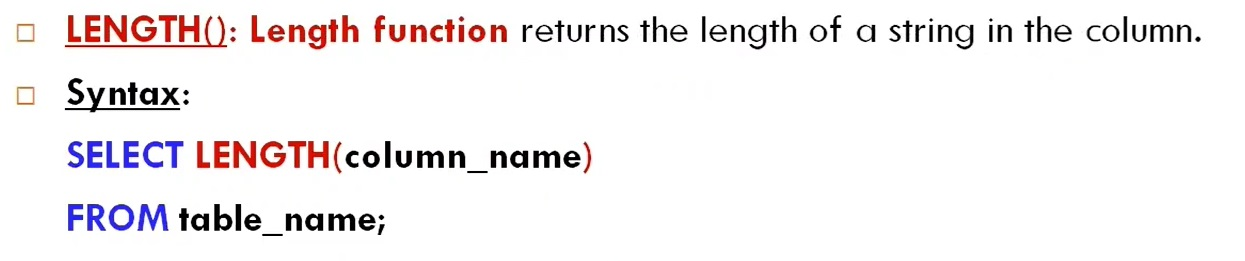 LENGTH(): Length function returns the length of a string in the column.
Syntax:
SELECT LENGTH(column_name)
FROM table_name;